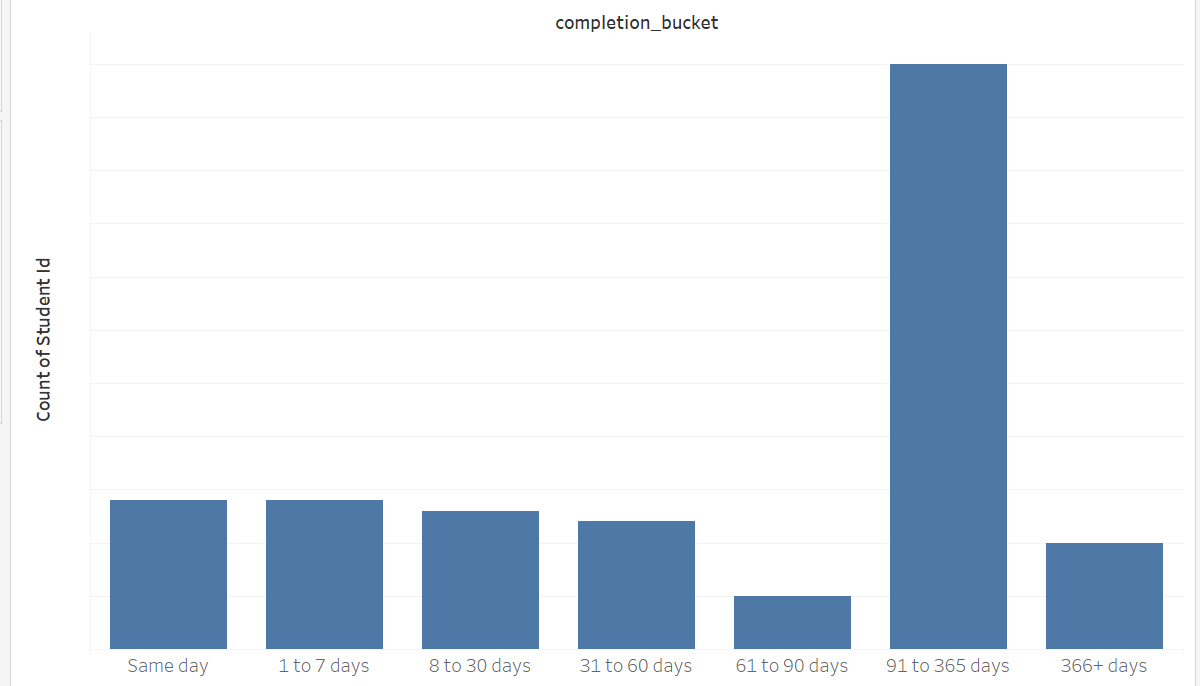 completion_bucket
Count of Student Id
Same day
1 to 7 days
8 to 30 days
31 to 60 days
61 to 90 days
91 to 365 days
366+ days